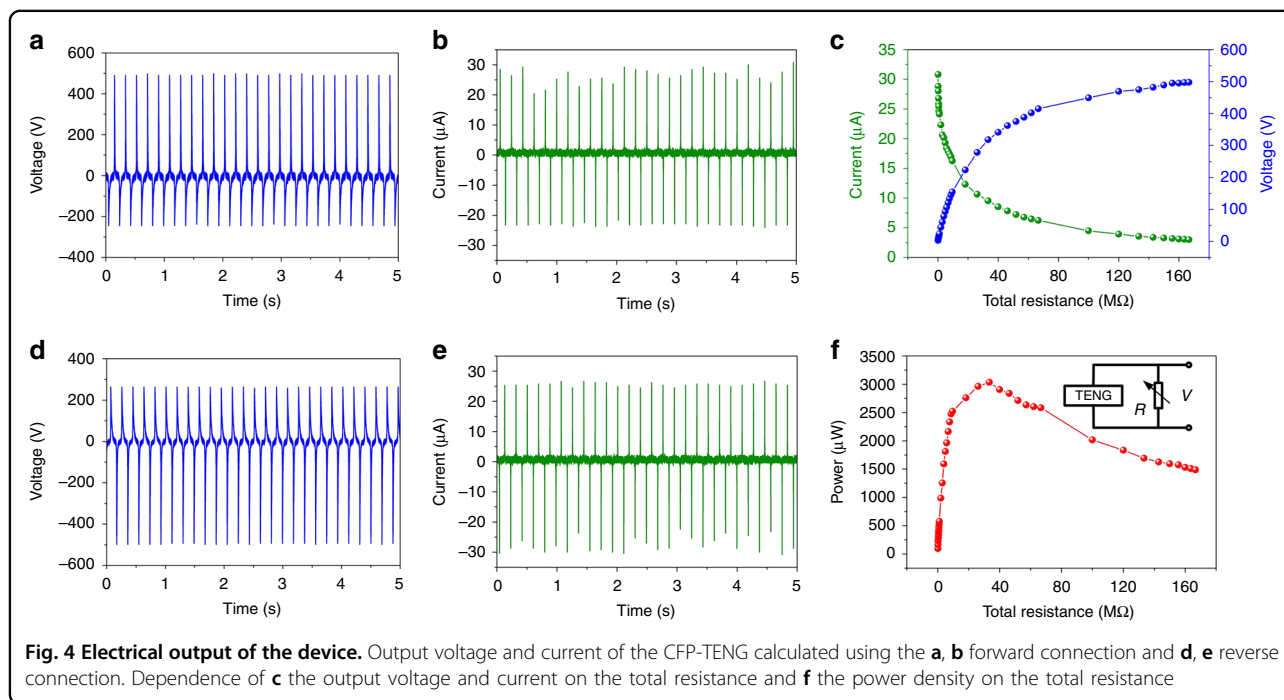 a
600
400
200
0
−200
−400
Voltage (V)
0 1 2 3 4 5
Time (s)
b
30
20
10
0
−10
−20
−30
Current (μA)
0 1 2 3 4 5
Time (s)
c
35
30
25
20
15
10
5
0
Current (μA)
600
500
400
300
200
100
0
Voltage (V)
0 40 80 120 160
Total resistance (MΩ)
d
400
200
0
−200
−400
−600
Voltage (V)
0 1 2 3 4 5
Time (s)
e
30
20
10
0
−10
−20
−30
Current (μA)
0 1 2 3 4 5
Time (s)
f
3500
3000
2500
2000
1500
1000
500
0
Power (μW)
TENG
R
V
0 40 80 120 160
Total resistance (MΩ)
Fig. 4 Electrical output of the device. Output voltage and current of the CFP-TENG calculated using the a, b forward connection and d, e reverse
connection. Dependence of c the output voltage and current on the total resistance and f the power density on the total resistance